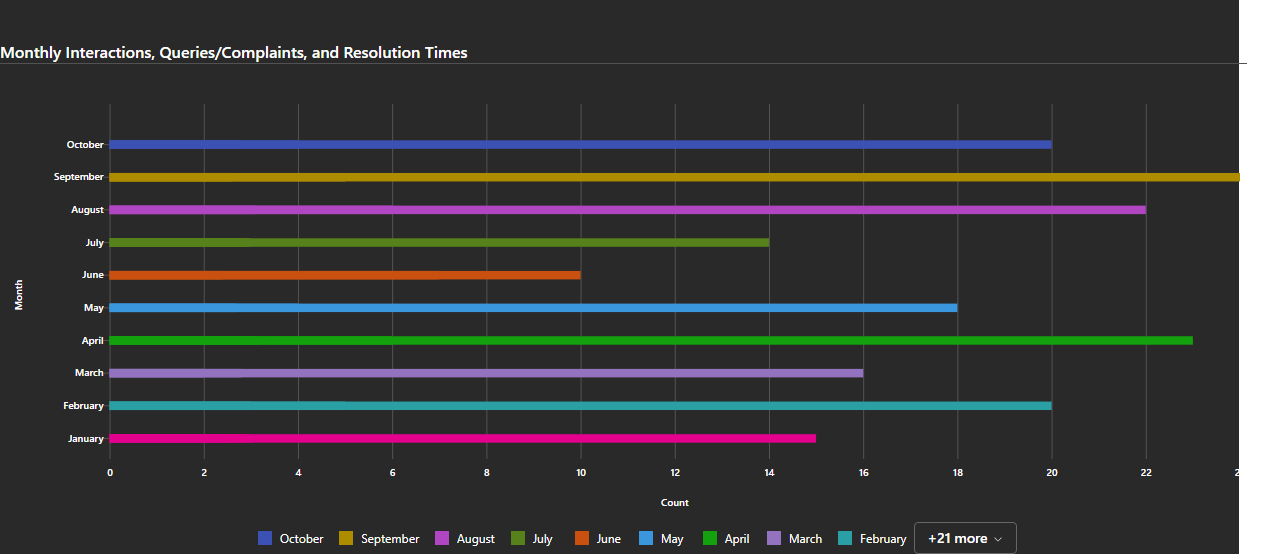 Monthly Interactions, Queries/Complaints, and Resolution Times
October
September
August
July
June
May
April
March
February
January
Month
0 2 4 6 8 10 12 14 16 18 20 22
Count
October September August July June May April March February +21 more